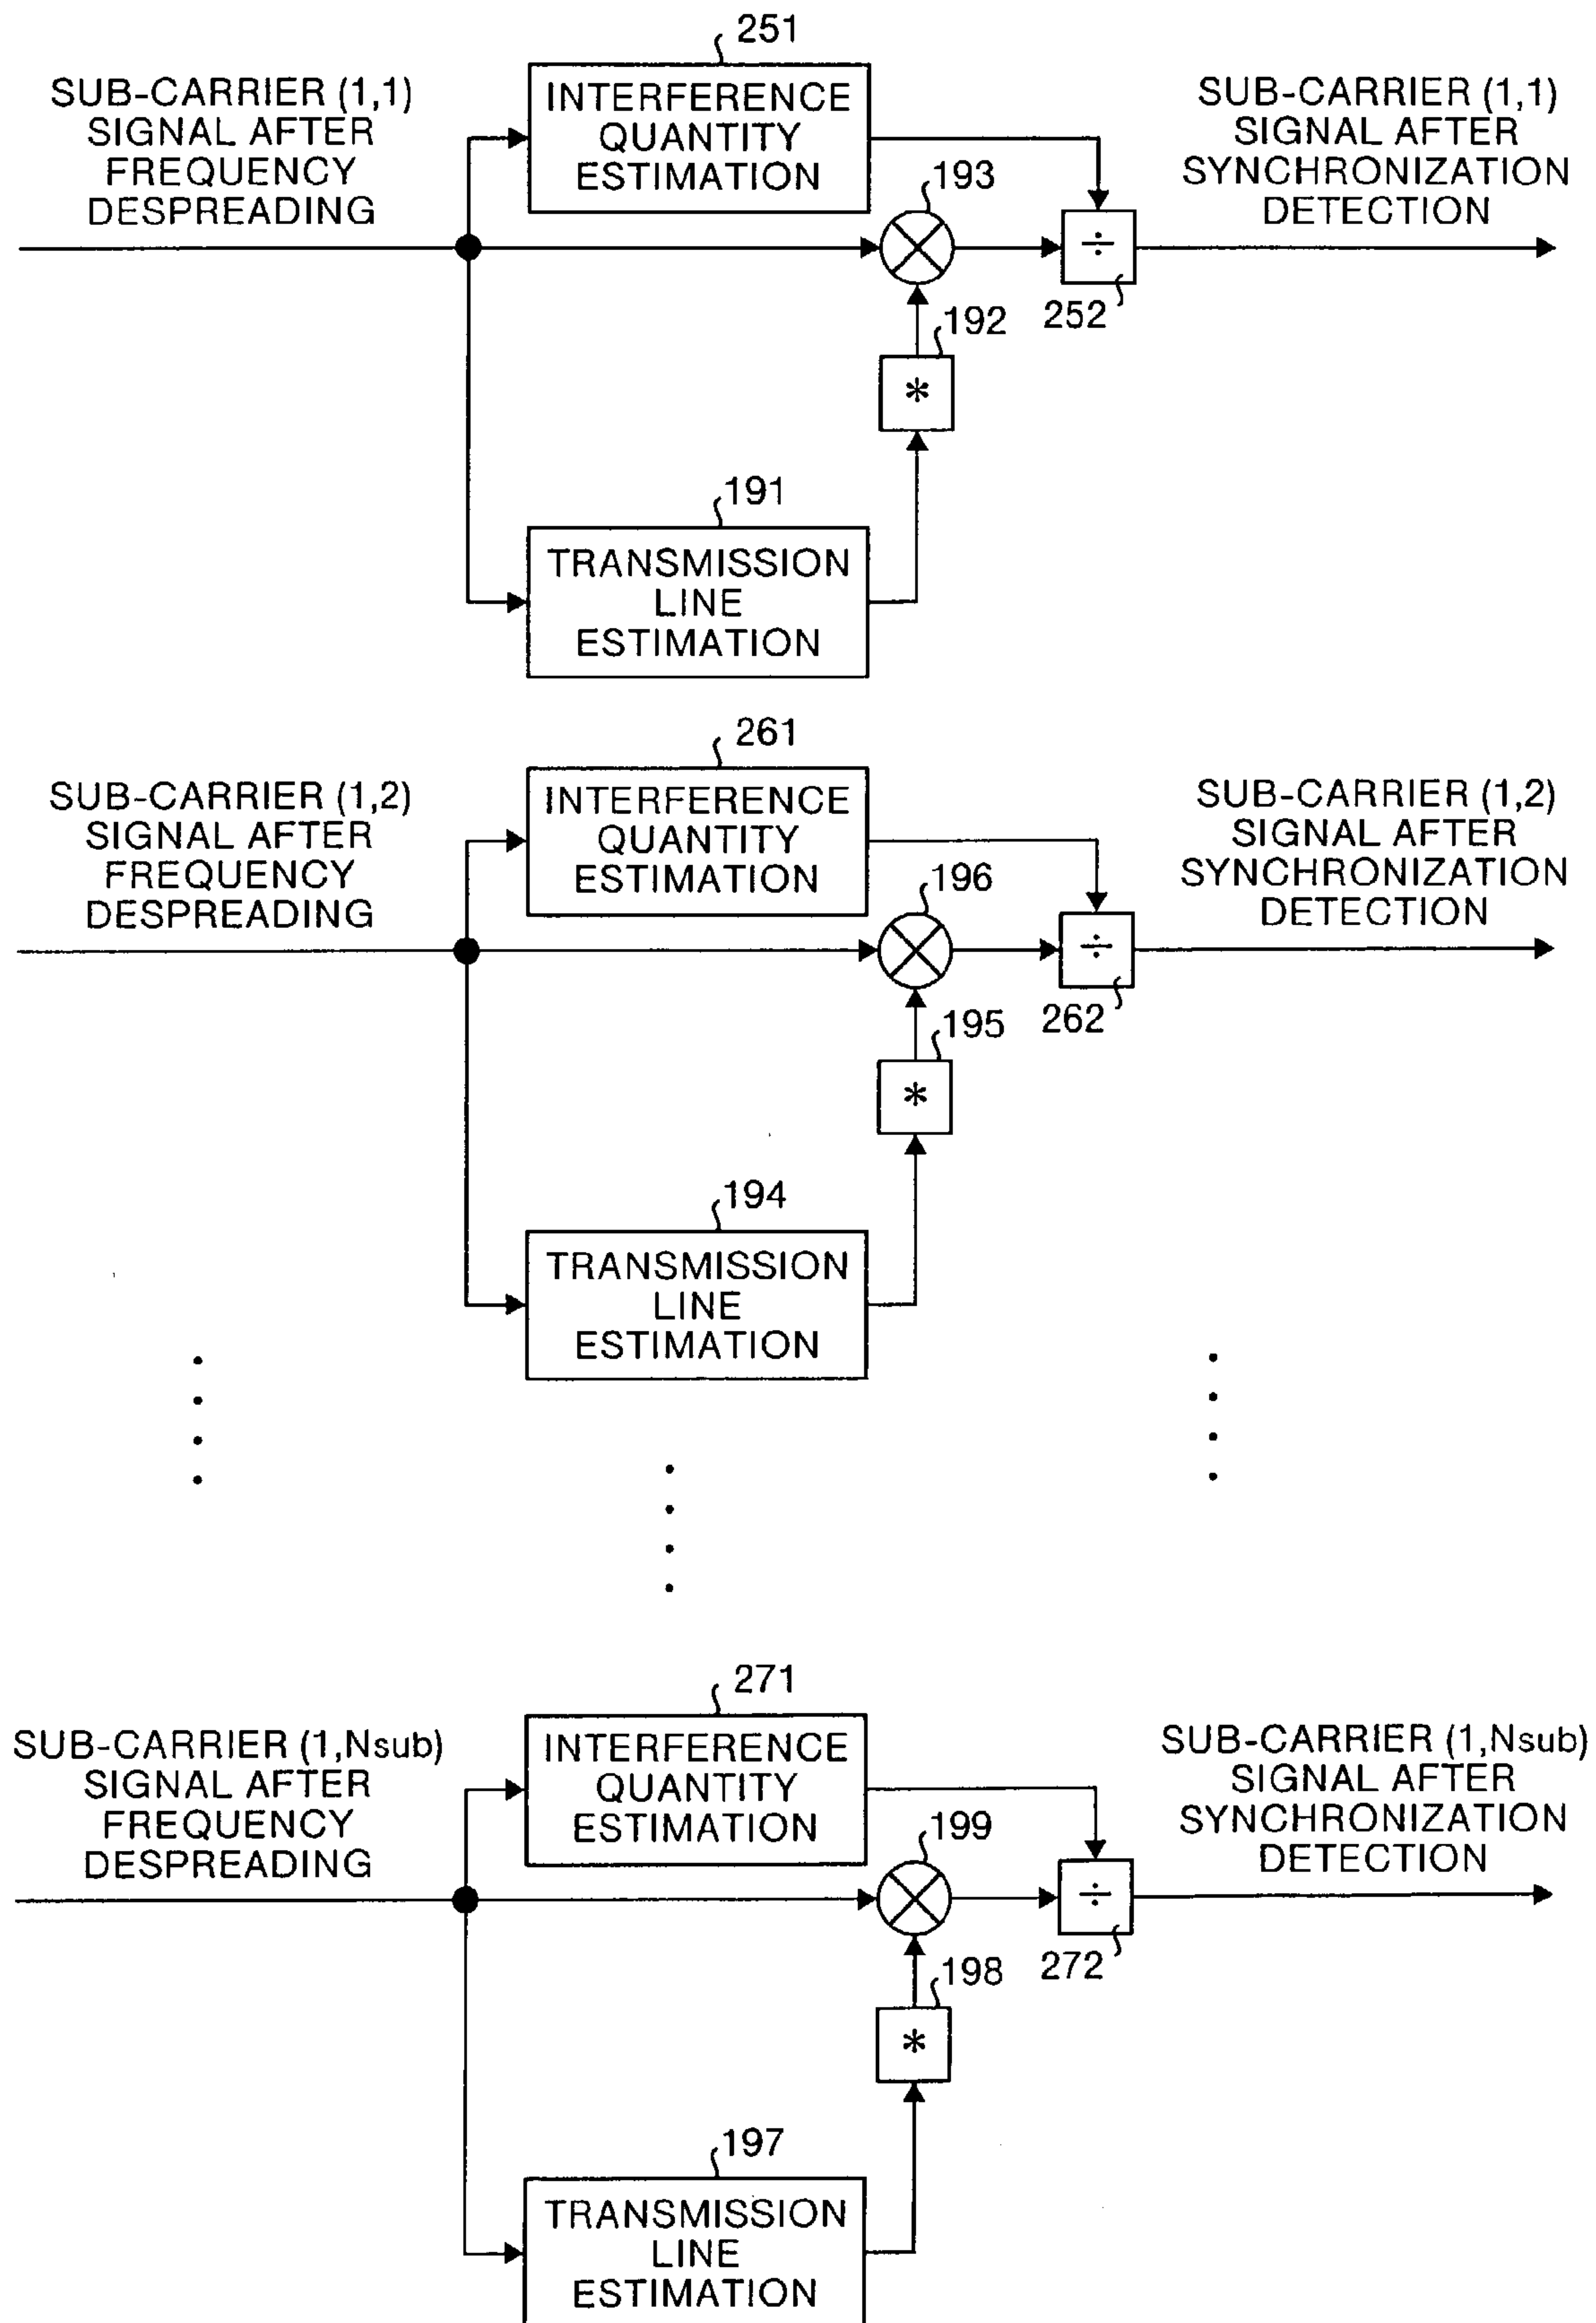 251
SUB-CARRIER (1,1)
SIGNAL AFTER
FREQUENCY
DESPREADING
INTERFERENCE
QUANTITY
ESTIMATION
SUB-CARRIER (1,1)
SIGNAL AFTER
SYNCHRONIZATION
DETECTION
193
÷
252
192
*
191
TRANSMISSION
LINE
ESTIMATION
261
SUB-CARRIER (1,2)
SIGNAL AFTER
FREQUENCY
DESPREADING
INTERFERENCE
QUANTITY
ESTIMATION
SUB-CARRIER (1,2)
SIGNAL AFTER
SYNCHRONIZATION
DETECTION
196
÷
262
195
*
194
TRANSMISSION
LINE
ESTIMATION
271
SUB-CARRIER (1,Nsub)
SIGNAL AFTER
FREQUENCY
DESPREADING
INTERFERENCE
QUANTITY
ESTIMATION
SUB-CARRIER (1,Nsub)
SIGNAL AFTER
SYNCHRONIZATION
DETECTION
199
÷
272
198
*
197
TRANSMISSION
LINE
ESTIMATION